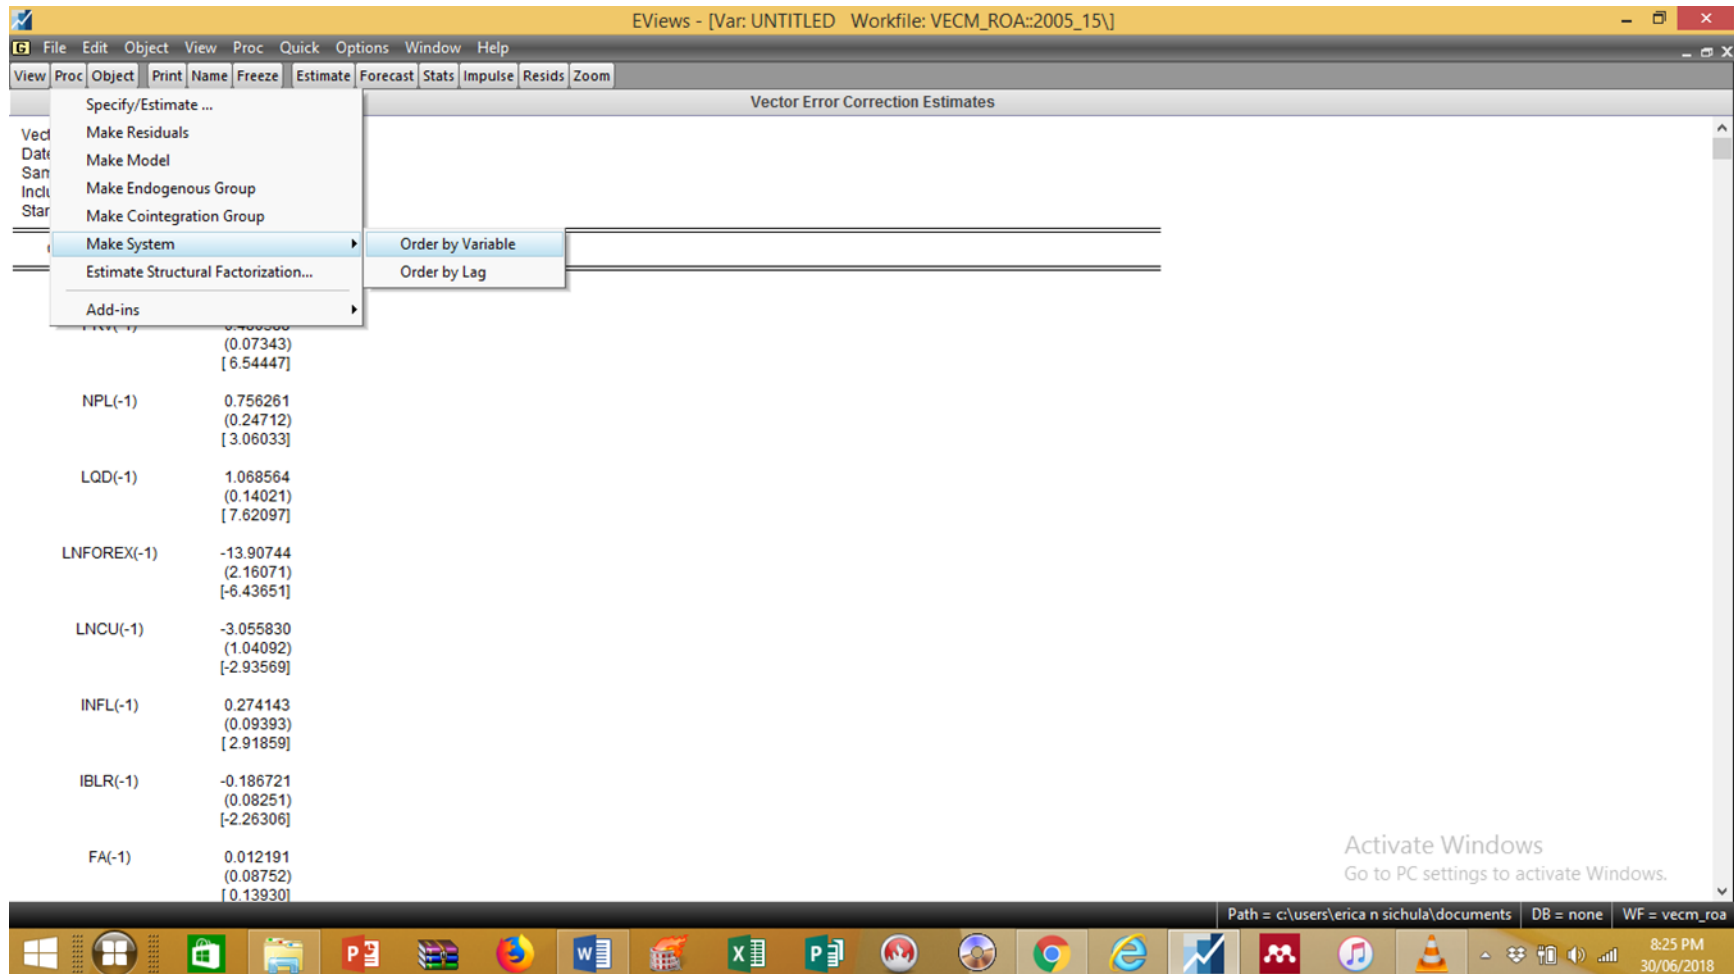 EViews - [Var: UNTITLED Workfile: VECM_ROA::2005_15\]
File Edit Object View Proc Quick Options Window Help
View Proc Object Print Name Freeze Estimate Forecast Stats Impulse Resids Zoom
Vector Error Correction Estimates
Specify/Estimate ...
Make Residuals
Make Model
Make Endogenous Group
Make Cointegration Group
Make System
Estimate Structural Factorization...
Add-ins
Order by Variable
Order by Lag
(0.07343)
[ 6.54447]
NPL(-1) 0.756261
(0.24712)
[ 3.06033]
LQD(-1) 1.068564
(0.14021)
[ 7.62097]
LNFOREX(-1) -13.90744
(2.16071)
[-6.43651]
LNCU(-1) -3.055830
(1.04092)
[-2.93569]
INFL(-1) 0.274143
(0.09393)
[ 2.91859]
IBLR(-1) -0.186721
(0.08251)
[-2.26306]
FA(-1) 0.012191
(0.08752)
[ 0.13930]
Activate Windows
Go to PC settings to activate Windows.
Path = c:\users\erica n sichula\documents DB = none WF = vecm_roa
8:25 PM
30/06/2018